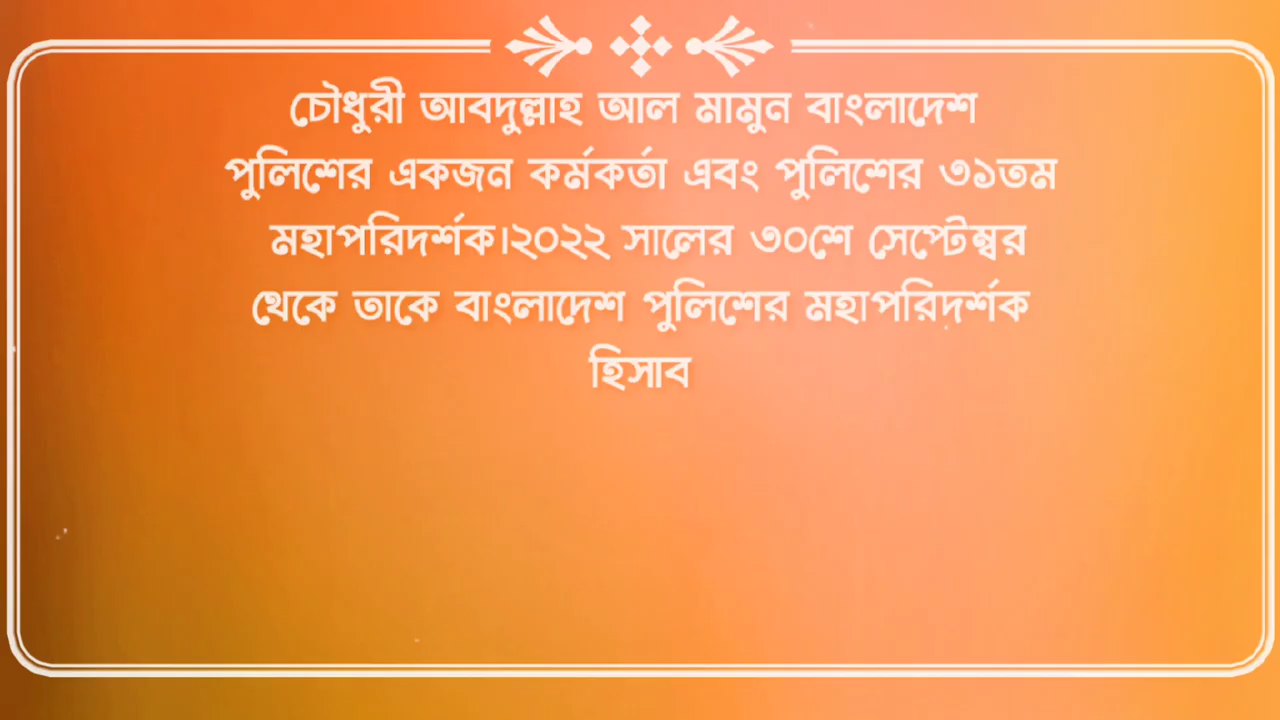 চৌধুরী আবদুল্লাহ আল মামুন বাংলাদেশ
পুলিশের একজন কর্মকর্তা এবং পুলিশের ৩১তম
মহাপরিদর্শক।২০২২ সালের ৩০শে সেপ্টেম্বর
থেকে তাকে বাংলাদেশ পুলিশের মহাপরিদর্শক
হিসাব